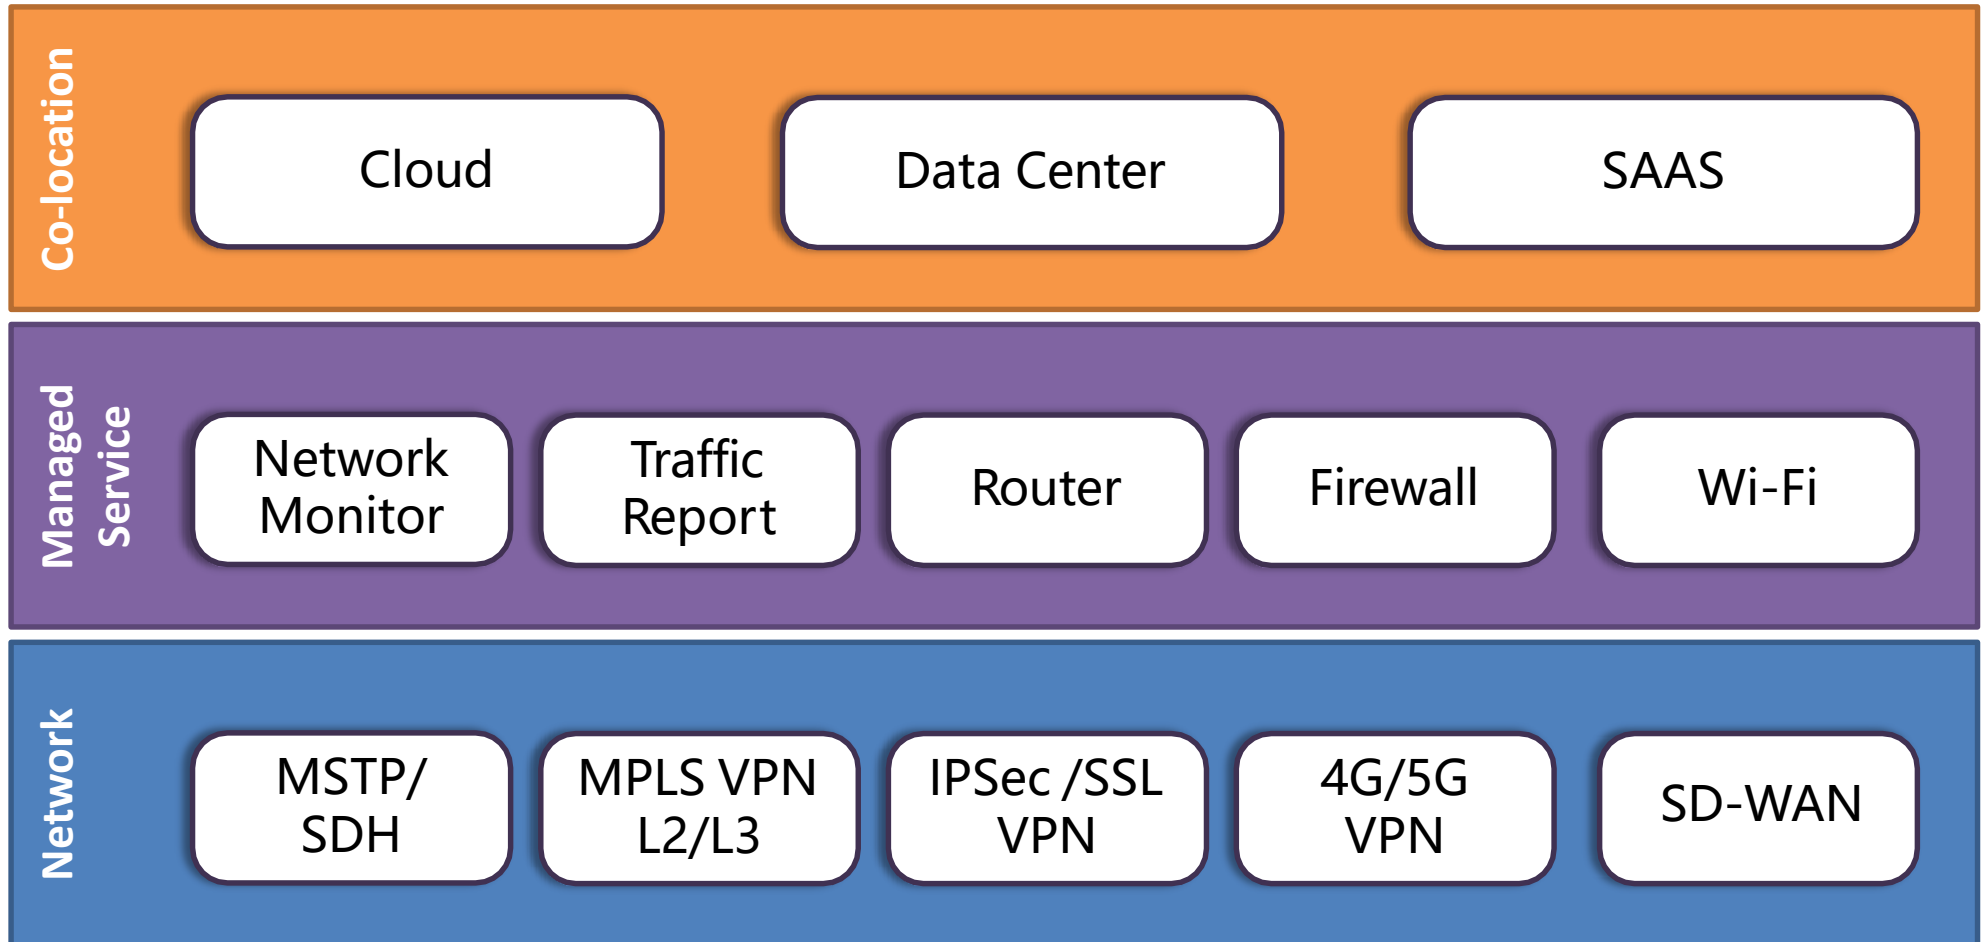 Co-location
Cloud
Data Center
SAAS
Managed
Service
Network
Monitor
Traffic
Report
Router
Firewall
Wi-Fi
Network
MSTP/
SDH
MPLS VPN
L2/L3
IPSec /SSL
VPN
4G/5G
VPN
SD-WAN